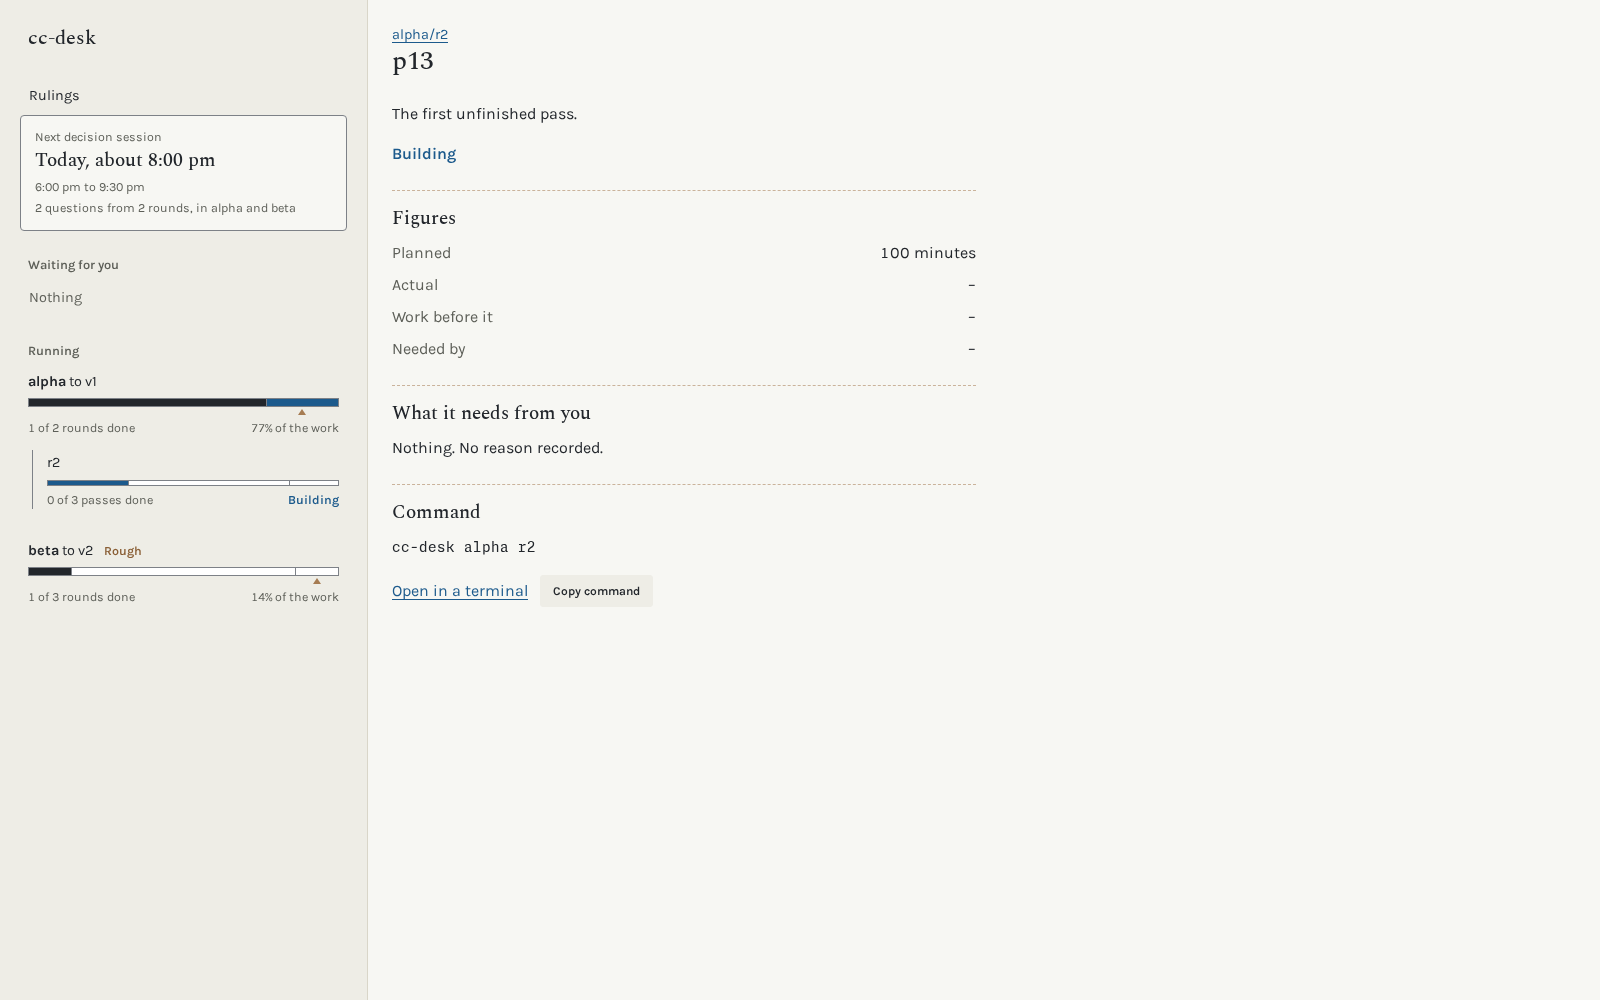 cc-desk
Rulings
Next decision session
Today, about 8:00 pm
6:00 pm to 9:30 pm
2 questions from 2 rounds, in alpha and beta
Waiting for you
Nothing
Running
alpha to v1
1 of 2 rounds done 77% of the work
r2
0 of 3 passes done Building
beta to v2 Rough
1 of 3 rounds done 14% of the work
alpha/r2
p13
The first unfinished pass.
Building
Figures
Planned 100 minutes
Actual –
Work before it –
Needed by –
What it needs from you
Nothing. No reason recorded.
Command
cc-desk alpha r2
Open in a terminal Copy command